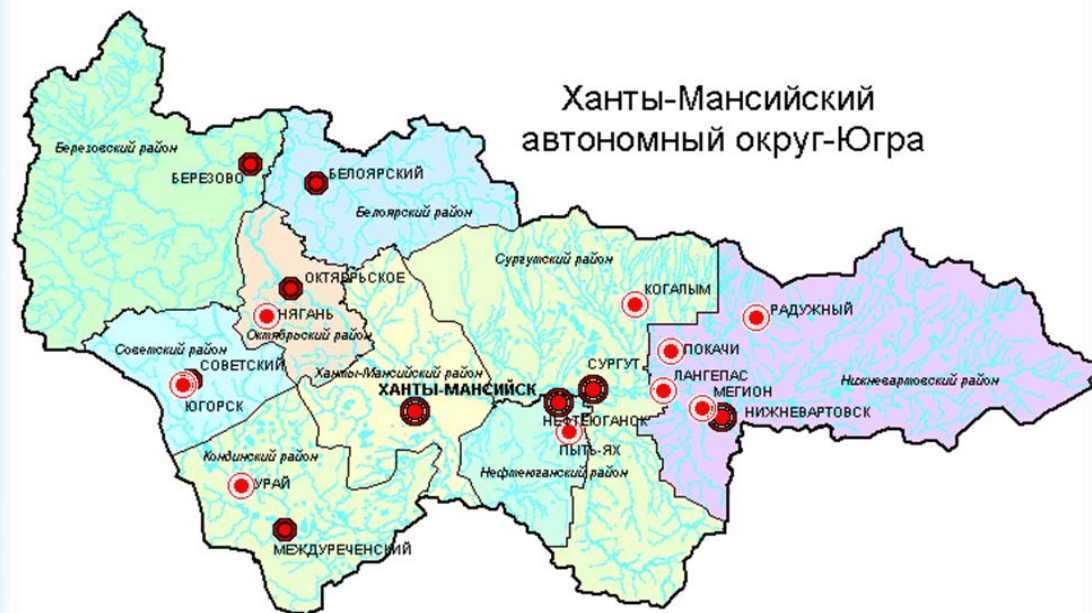 Ханты-Мансийский
автономный округ-Югра
Березовский район
БЕРЕЗОВО
БЕЛОЯРСКИЙ
Белоярский район
Сургутский район
ОКТЯБРЬСКОЕ
КОГАЛЫМ
НЯГАНЬ
РАДУЖНЫЙ
Октябрьский район
Советский район
ПОКАЧИ
СОВЕТСКИЙ
Ханты-Мансийский район
СУРГУТ
ЛАНГЕПАС
Нижневартовский район
ХАНТЫ-МАНСИЙСК
МЕГИОН
ЮГОРСК
НИЖНЕВАРТОВСК
НЕФТЕЮГАНСК
ПЫТЬ-ЯХ
Кондинский район
Нефтеюганский район
УРАЙ
МЕЖДУРЕЧЕНСКИЙ